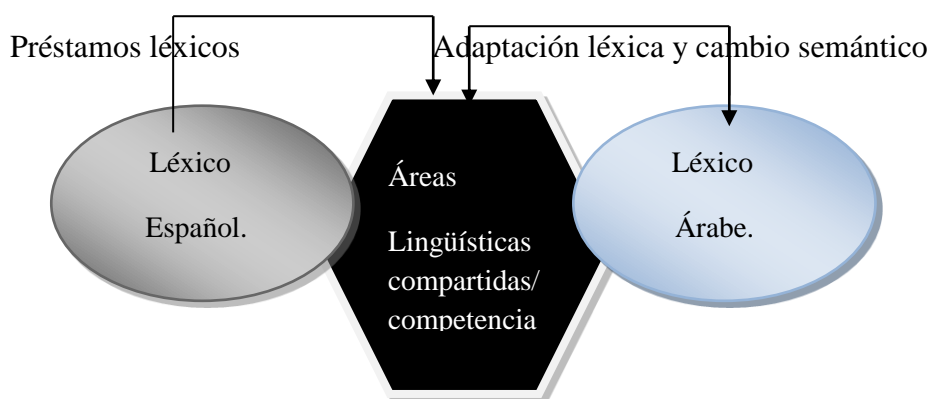 Préstamos léxicos
Adaptación léxica y cambio semántico
Léxico
Español.
Áreas
Lingüísticas
compartidas/
competencia
Léxico
Árabe.